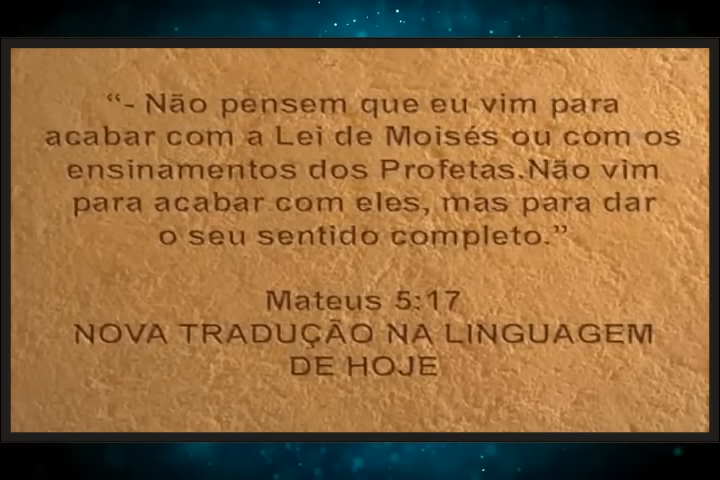 “- Não pensem que eu vim para
acabar com a Lei de Moisés ou com os
ensinamentos dos Profetas.Não vim
para acabar com eles, mas para dar
o seu sentido completo.”
Mateus 5:17
NOVA TRADUÇÃO NA LINGUAGEM
DE HOJE